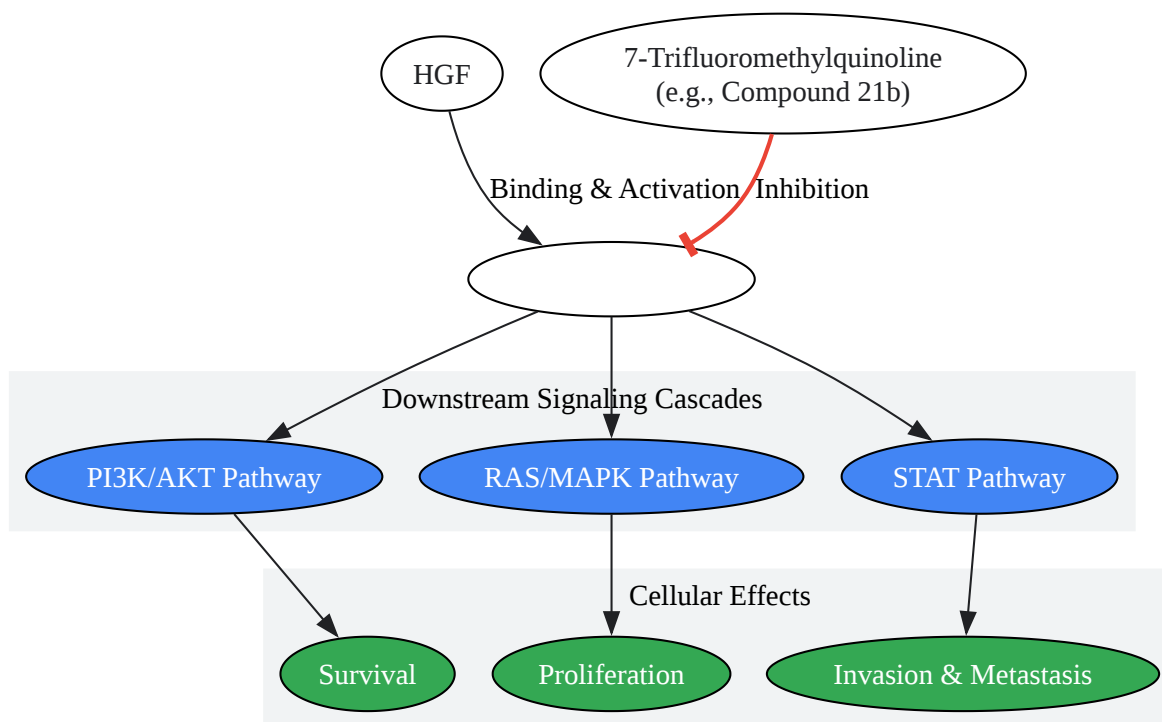 HGF
7-Trifluoromethylquinoline
(e.g., Compound 21b)
Binding & Activation
Inhibition
Downstream Signaling Cascades
PI3K/AKT Pathway
RAS/MAPK Pathway
STAT Pathway
Cellular Effects
Survival
Proliferation
Invasion & Metastasis